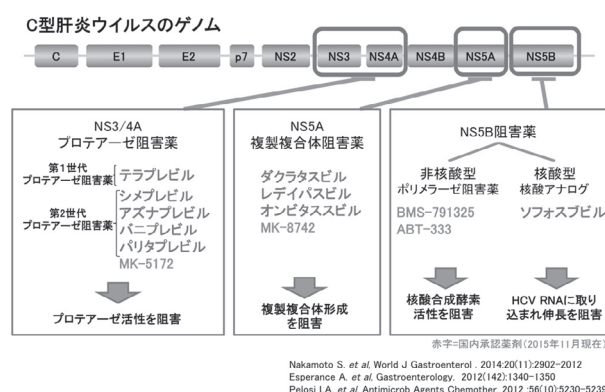 C型肝炎ウイルスのゲノム
C E1 E2 p7 NS2 NS3 NS4A NS4B NS5A NS5B
NS3/4A
プロテアーゼ阻害薬
第1世代
プロテアーゼ阻害薬
テラプレビル
第2世代
プロテアーゼ阻害薬
シメプレビル
アズナプレビル
バニプレビル
パリタプレビル
MK-5172
プロテアーゼ活性を阻害
NS5A
複製複合体阻害薬
ダクラタスビル
レデイパスビル
オンビタススビル
MK-8742
複製複合体形成
を阻害
NS5B阻害薬
非核酸型
ポリメラーゼ阻害薬
BMS-791325
ABT-333
核酸合成酵素
活性を阻害
核酸型
核酸アナログ
ソフォスブビル
HCV RNAに取り
込まれ伸長を阻害
赤字=国内承認薬剤(2015年11月現在)
Nakamoto S. et al, World J Gastroenterol . 2014:20(11):2902-2012
Esperance A. et al, Gastroenterology. 2012(142):1340-1350
Pelosi LA. et al, Antimicrob Agents Chemother. 2012 :56(10):5230-5239